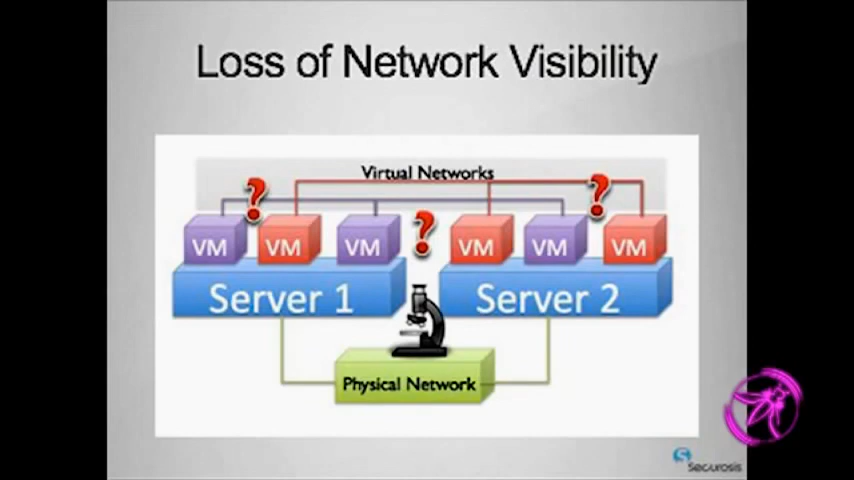 Loss of Network Visibility
Virtual Networks
? ? ?
VM VM VM VM VM VM
Server 1 Server 2
Physical Network
Securosis